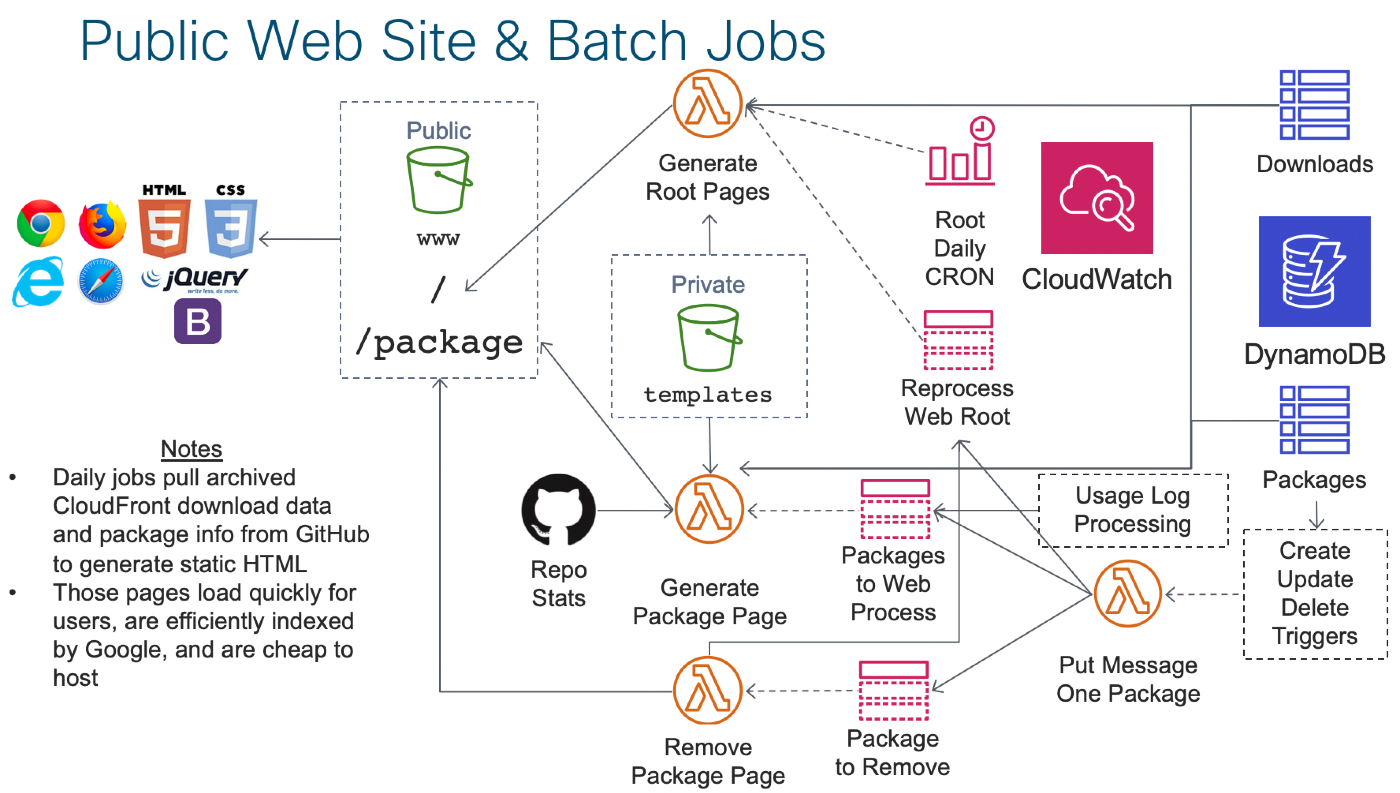 Public Web Site & Batch Jobs
Public
www
/
/package
HTML
5
CSS
3
jQuery
write less, do more.
B
Generate
Root Pages
Private
templates
Root
Daily
CRON
CloudWatch
Downloads
DynamoDB
Reprocess
Web Root
Packages
Usage Log
Processing
Create
Update
Delete
Triggers
Repo
Stats
Generate
Package Page
Packages
to Web
Process
Put Message
One Package
Remove
Package Page
Package
to Remove
Notes
• Daily jobs pull archived
CloudFront download data
and package info from GitHub
to generate static HTML
• Those pages load quickly for
users, are efficiently indexed
by Google, and are cheap to
host